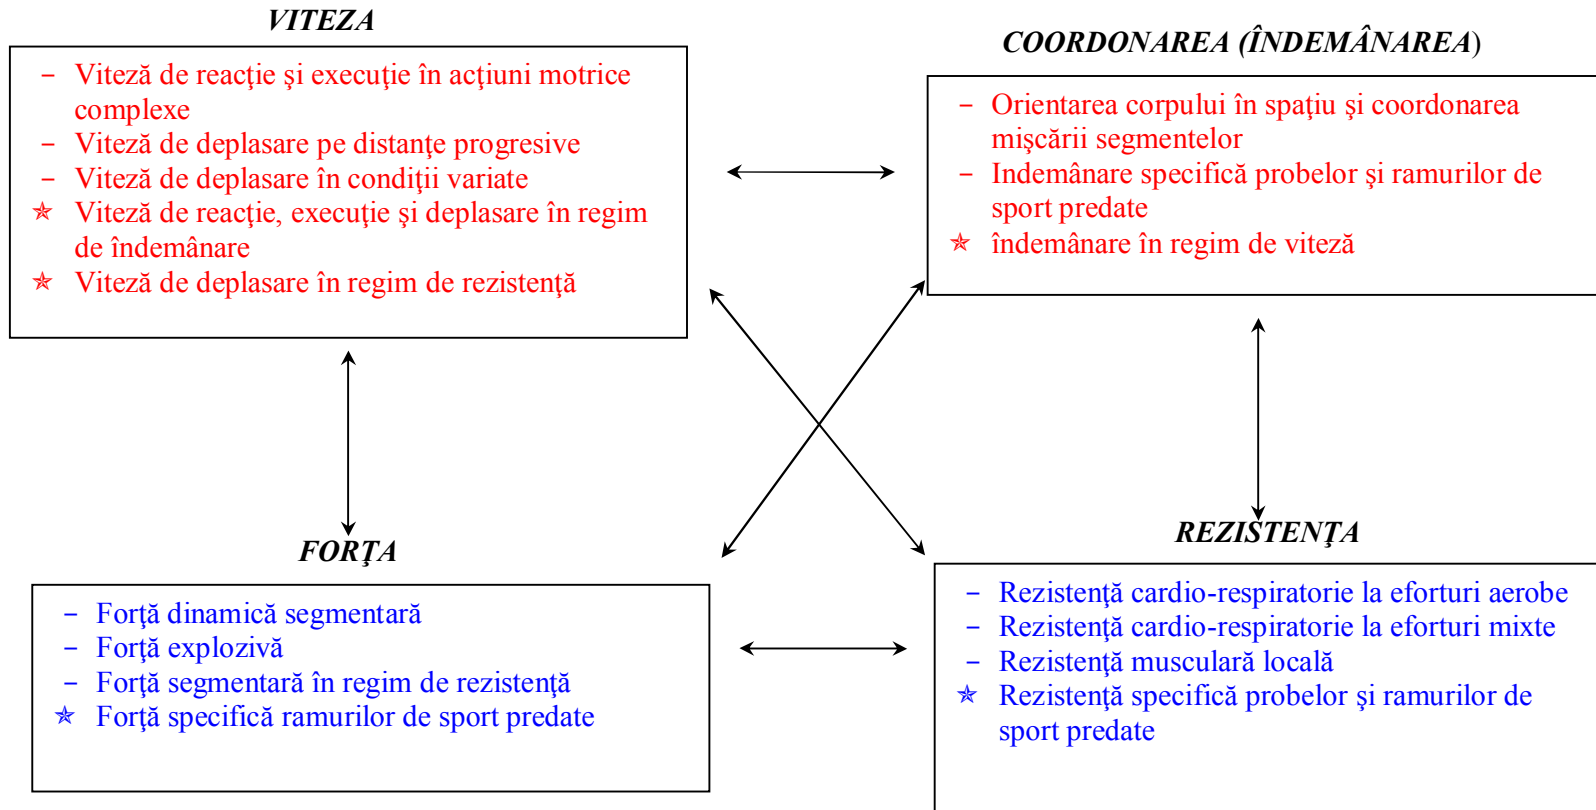 VITEZA
– Viteză de reacţie şi execuţie în acţiuni motrice
complexe
– Viteză de deplasare pe distanţe progresive
– Viteză de deplasare în condiţii variate
✯ Viteză de reacţie, execuţie şi deplasare în regim
de îndemânare
✯ Viteză de deplasare în regim de rezistenţă
COORDONAREA (ÎNDEMÂNAREA)
– Orientarea corpului în spaţiu şi coordonarea
mişcării segmentelor
– Indemânare specifică probelor şi ramurilor de
sport predate
✯ îndemânare în regim de viteză
FORŢA
– Forţă dinamică segmentară
– Forţă explozivă
– Forţă segmentară în regim de rezistenţă
✯ Forţă specifică ramurilor de sport predate
REZISTENŢA
– Rezistenţă cardio-respiratorie la eforturi aerobe
– Rezistenţă cardio-respiratorie la eforturi mixte
– Rezistenţă musculară locală
✯ Rezistenţă specifică probelor şi ramurilor de
sport predate